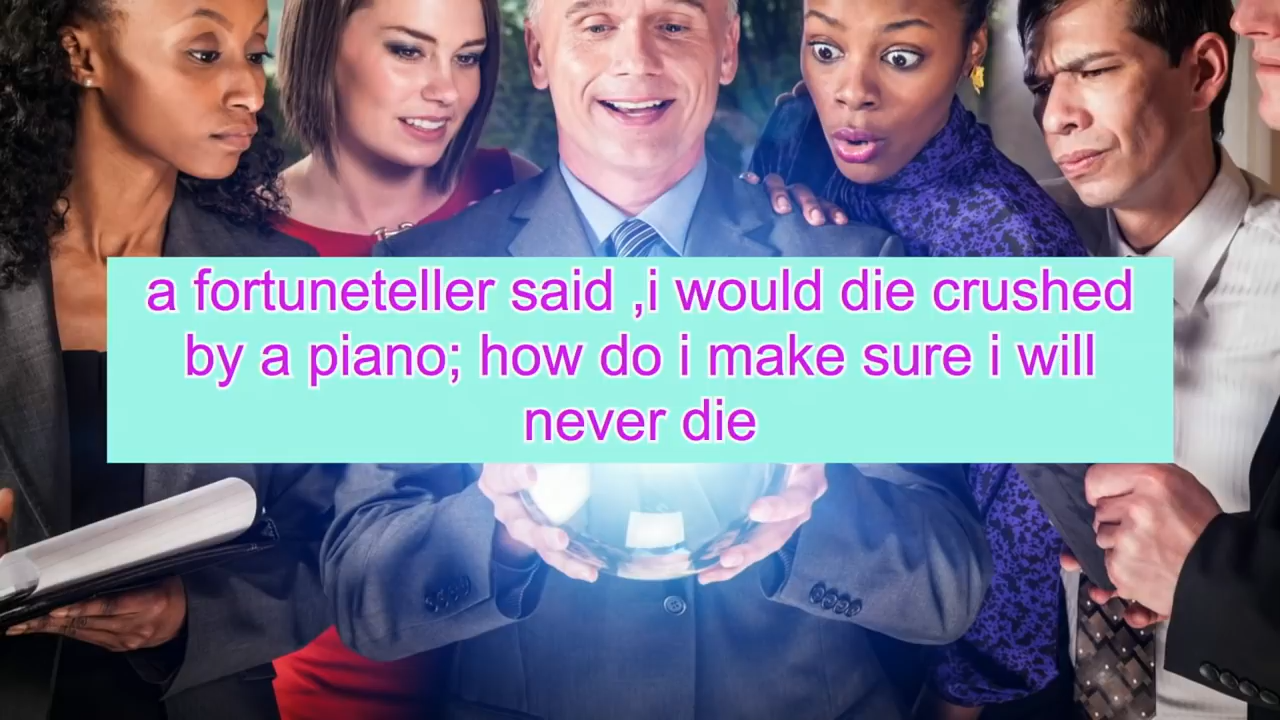 a fortuneteller said ,i would die crushed
by a piano; how do i make sure i will
never die